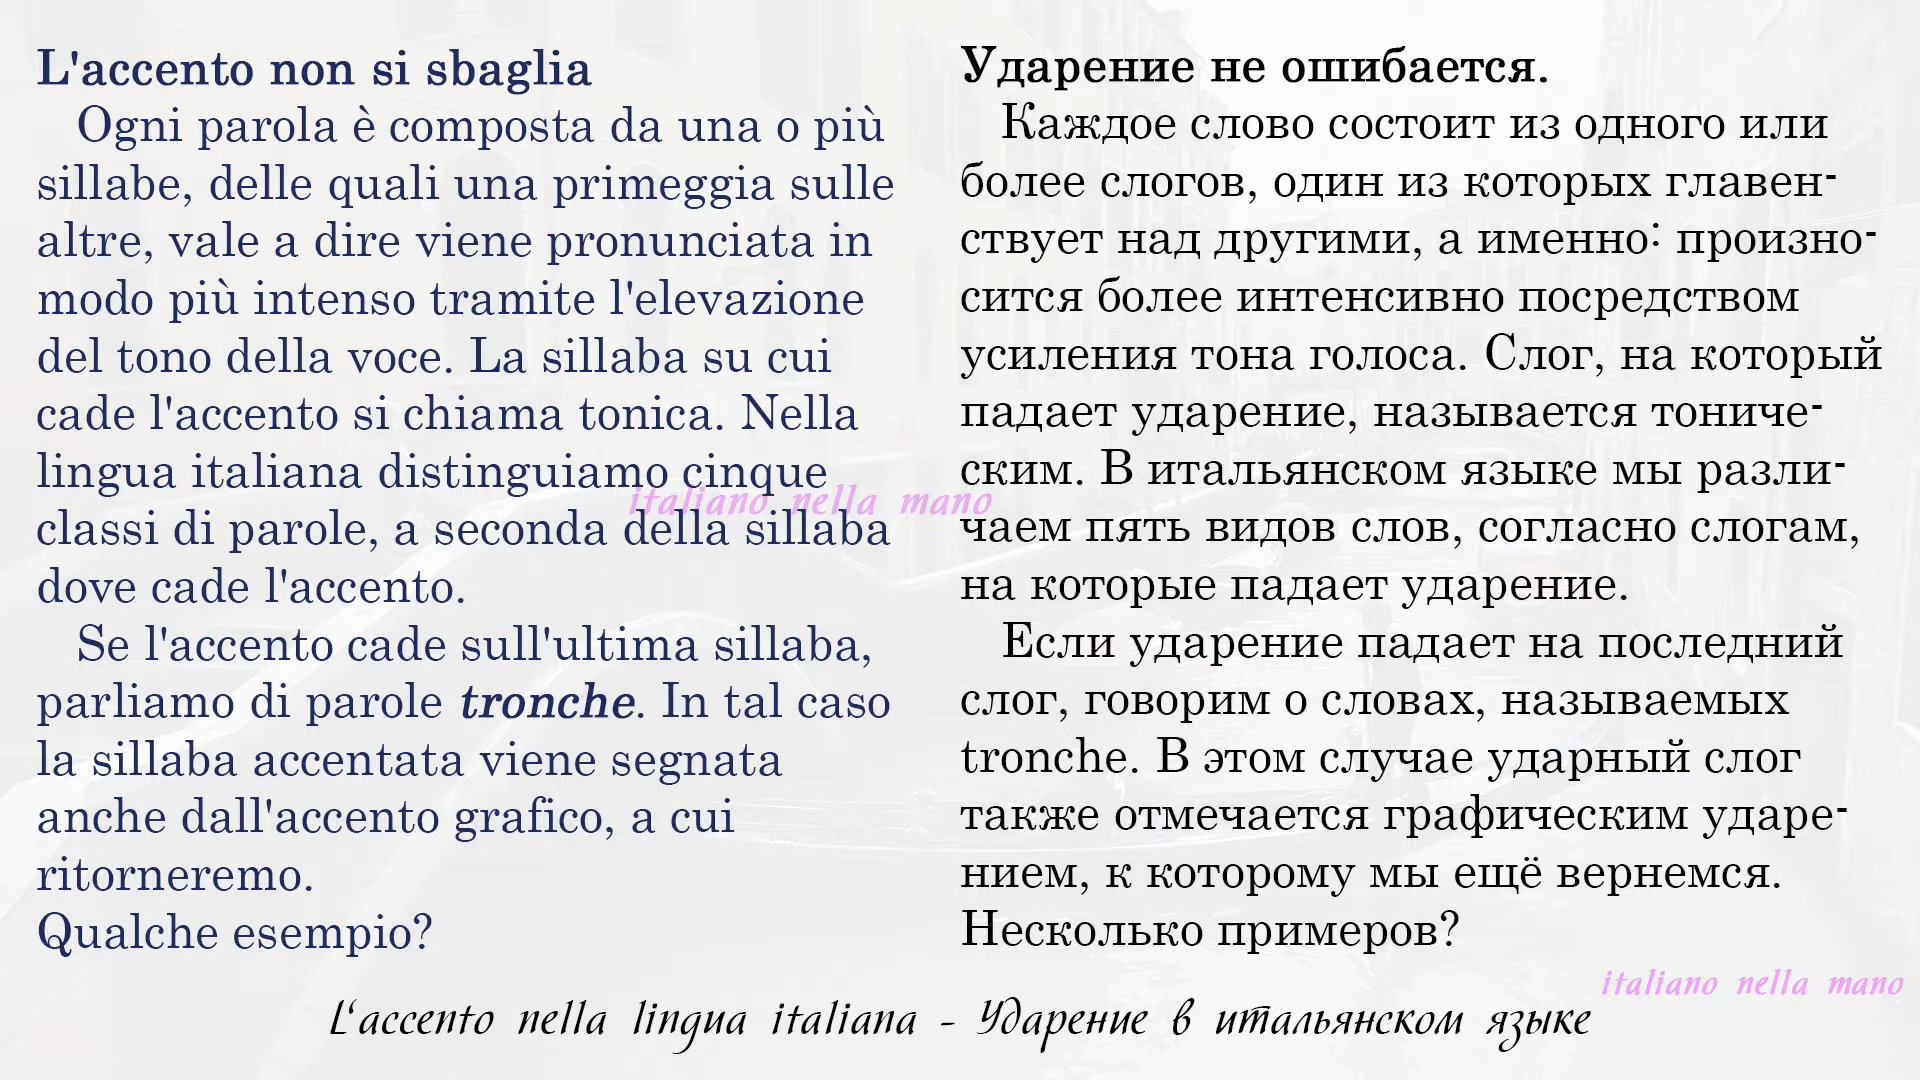 L'accento non si sbaglia
Ogni parola è composta da una o più
sillabe, delle quali una primeggia sulle
altre, vale a dire viene pronunciata in
modo più intenso tramite l'elevazione
del tono della voce. La sillaba su cui
cade l'accento si chiama tonica. Nella
lingua italiana distinguiamo cinque
classi di parole, a seconda della sillaba
dove cade l'accento.
Se l'accento cade sull'ultima sillaba,
parliamo di parole tronche. In tal caso
la sillaba accentata viene segnata
anche dall'accento grafico, a cui
ritorneremo.
Qualche esempio?
Ударение не ошибается.
Каждое слово состоит из одного или
более слогов, один из которых главен-
ствует над другими, а именно: произно-
сится более интенсивно посредством
усиления тона голоса. Слог, на который
падает ударение, называется тониче-
ским. В итальянском языке мы разли-
чаем пять видов слов, согласно слогам,
на которые падает ударение.
Если ударение падает на последний
слог, говорим о словах, называемых
tronche. В этом случае ударный слог
также отмечается графическим ударе-
нием, к которому мы ещё вернемся.
Несколько примеров?
italiano nella mano
italiano nella mano
L'accento nella lingua italiana - Ударение в итальянском языке